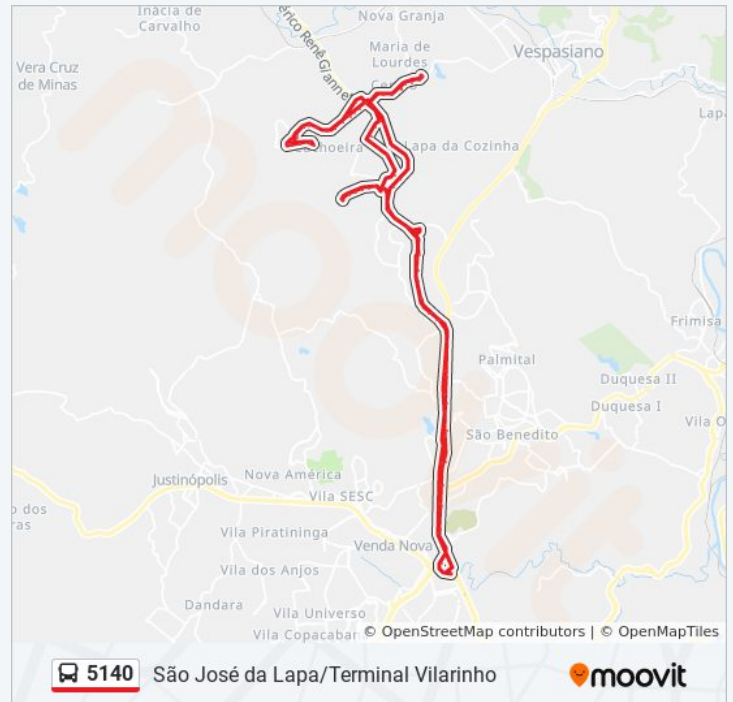 Inácia de
Carvalho
Nova Granja
Maria de
Lourdes
Vespasiano
Vera Cruz
de Minas
Lapa da Cozinha
Frimisa
Palmital
Duquesa II
Duquesa I
São Benedito
Nova América
Justinópolis
Vila SESC
Vila Piratininga
Venda Nova
Vila dos Anjos
Dandara
Vila Universo
Vila Copacabar
© OpenStreetMap contributors | © OpenMapTiles
5140 São José da Lapa/Terminal Vilarinho
moovit